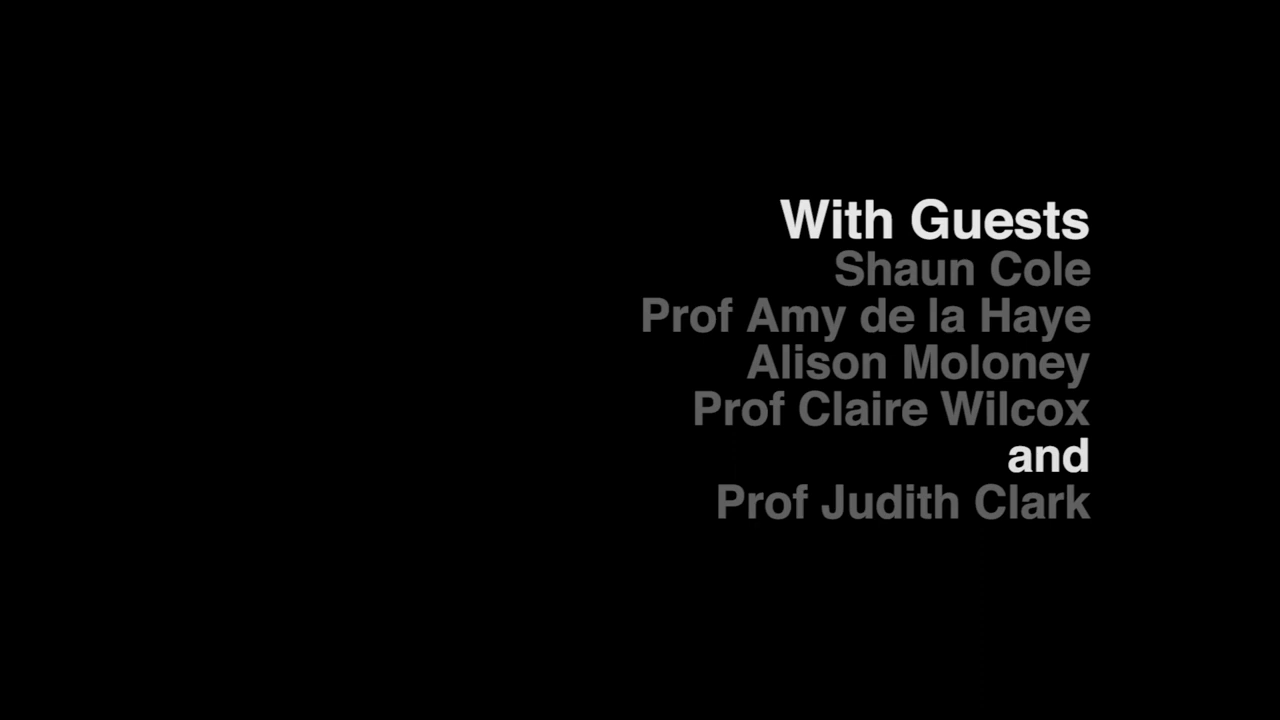 With Guests
Shaun Cole
Prof Amy de la Haye
Alison Moloney
Prof Claire Wilcox
and
Prof Judith Clark